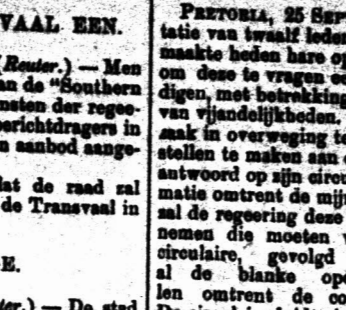 VAAL EEN.
(Reuter.) — Men
an de "Southern
nsten der regee-
berichtdragers in
n aanbod aange-
dat de raad zal
de Transvaal in
E.
ter.) — De stad
PRETORIA, 25 SEP
tatie van twaalf leden
maakte heden hare op
om deze te vragen e
digen, met betrekking
van vijandelijkheden.
zaak in overweging te
stellen te maken aan
antwoord op zijn circu
matie omtrent de mij
zal de regeering deze
nemen die moeten v
circulaire, gevolgd
al de blanke op
len omtrent de co